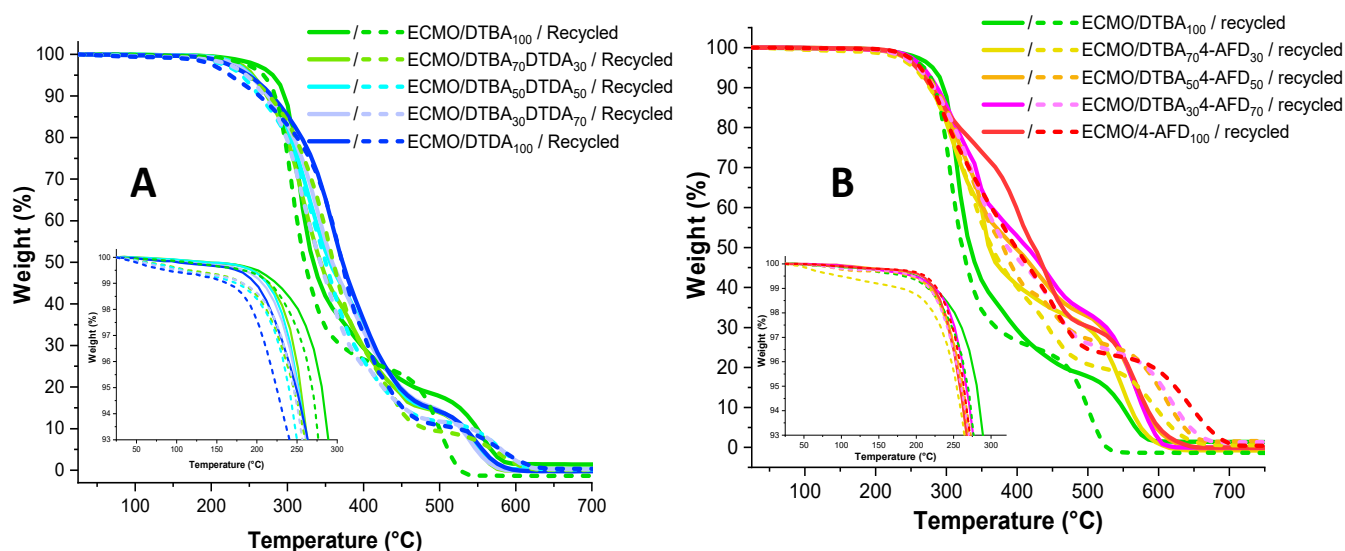 / ECMO/DTBA₁₀₀ / Recycled
/ ECMO/DTBA₇₀DTDA₃₀ / Recycled
/ ECMO/DTBA₅₀DTDA₅₀ / Recycled
/ ECMO/DTBA₃₀DTDA₇₀ / Recycled
/ ECMO/DTDA₁₀₀ / Recycled
A
Weight (%)
100
90
80
70
60
50
40
30
20
10
0
100 200 300 400 500 600 700
Temperature (°C)
Weight (%)
100
99
98
97
96
95
94
93
50 100 150 200 250 300
Temperature (°C)
/ ECMO/DTBA₁₀₀ / recycled
/ ECMO/DTBA₇₀4-AFD₃₀ / recycled
/ ECMO/DTBA₅₀4-AFD₅₀ / recycled
/ ECMO/DTBA₃₀4-AFD₇₀ / recycled
/ ECMO/4-AFD₁₀₀ / recycled
B
Weight (%)
100
90
80
70
60
50
40
30
20
10
0
100 200 300 400 500 600 700
Temperature (°C)
Weight (%)
100
99
98
97
96
95
94
93
50 100 150 200 250 300
Temperature (°C)